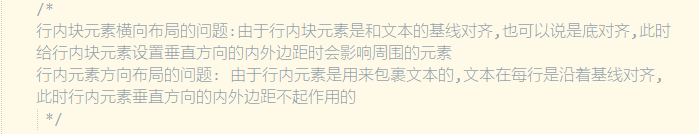 /*
行内块元素横向布局的问题:由于行内块元素是和文本的基线对齐,也可以说是底对齐,此时
给行内块元素设置垂直方向的内外边距时会影响周围的元素
行内元素方向布局的问题: 由于行内元素是用来包裹文本的,文本在每行是沿着基线对齐,
此时行内元素垂直方向的内外边距不起作用的
*/